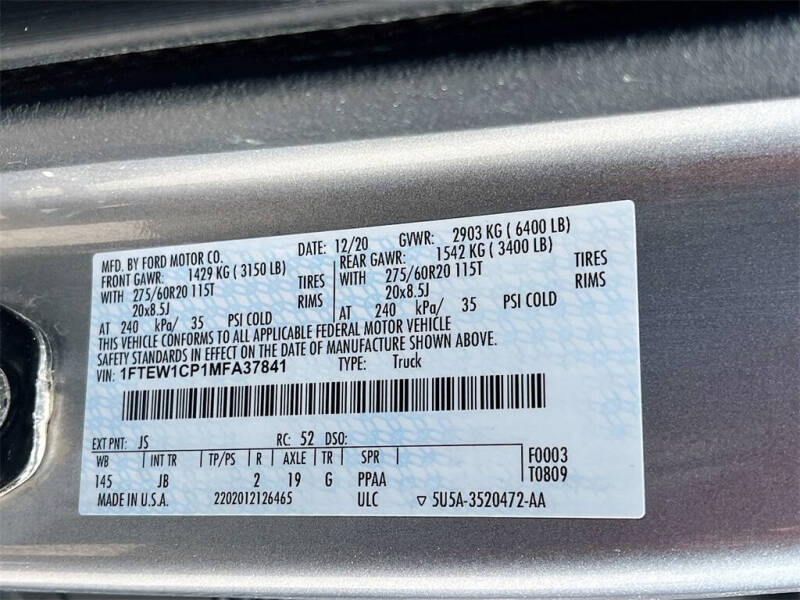 MFD. BY FORD MOTOR CO. DATE: 12/20 GVWR: 2903 KG ( 6400 LB)
FRONT GAWR: 1429 KG ( 3150 LB) REAR GAWR: 1542 KG ( 3400 LB)
WITH 275/60R20 115T TIRES WITH 275/60R20 115T TIRES
20x8.5J RIMS 20x8.5J RIMS
AT 240 kPa/ 35 PSI COLD AT 240 kPa/ 35 PSI COLD
THIS VEHICLE CONFORMS TO ALL APPLICABLE FEDERAL MOTOR VEHICLE
SAFETY STANDARDS IN EFFECT ON THE DATE OF MANUFACTURE SHOWN ABOVE.
VIN: 1FTEW1CP1MFA37841 TYPE: Truck
EXT PNT: JS RC: 52 DSO:
WB INT TR TP/PS R AXLE TR SPR F0003
145 JB 2 19 G PPAA T0809
MADE IN U.S.A. 2202012126465 ULC ▽ 5U5A-3520472-AA